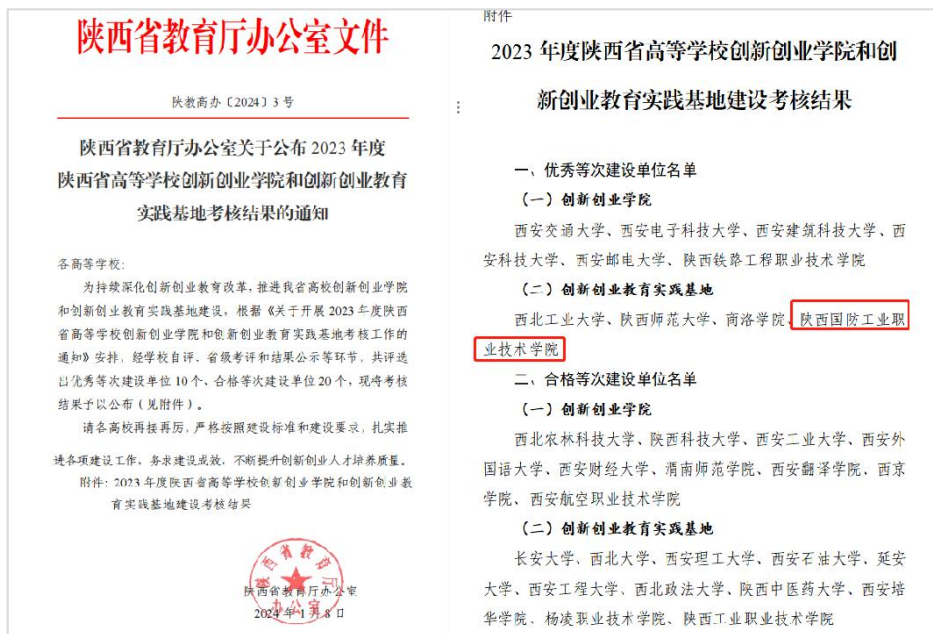 陕西省教育厅办公室文件
陕教高办〔2024〕3号
陕西省教育厅办公室关于公布2023年度
陕西省高等学校创新创业学院和创新创业教育
实践基地考核结果的通知
各高等学校：
为持续深化创新创业教育改革，推进我省高校创新创业学院
和创新创业教育实践基地建设，根据《关于开展2023年度陕西
省高等学校创新创业学院和创新创业教育实践基地考核工作的
通知》安排，经学校自评、省级考评和结果公示等环节，共评选
出优秀等次建设单位10个、合格等次建设单位20个，现将考核
结果予以公布（见附件）。
请各高校再接再厉，严格按照建设标准和建设要求，扎实推
进各项建设工作，务求建设成效，不断提升创新创业人才培养质量。
附件：2023年度陕西省高等学校创新创业学院和创新创业教
育实践基地建设考核结果
陕西省教育厅办公室
陕西省教育厅办公室
2024年1月8日
附件
2023年度陕西省高等学校创新创业学院和创
新创业教育实践基地建设考核结果
一、优秀等次建设单位名单
（一）创新创业学院
西安交通大学、西安电子科技大学、西安建筑科技大学、西
安科技大学、西安邮电大学、陕西铁路工程职业技术学院
（二）创新创业教育实践基地
西北工业大学、陕西师范大学、商洛学院、陕西国防工业职
业技术学院
二、合格等次建设单位名单
（一）创新创业学院
西北农林科技大学、陕西科技大学、西安工业大学、西安外
国语大学、西安财经大学、渭南师范学院、西安翻译学院、西京
学院、西安航空职业技术学院
（二）创新创业教育实践基地
长安大学、西北大学、西安理工大学、西安石油大学、延安
大学、西安工程大学、西北政法大学、陕西中医药大学、西安培
华学院、杨凌职业技术学院、陕西工业职业技术学院